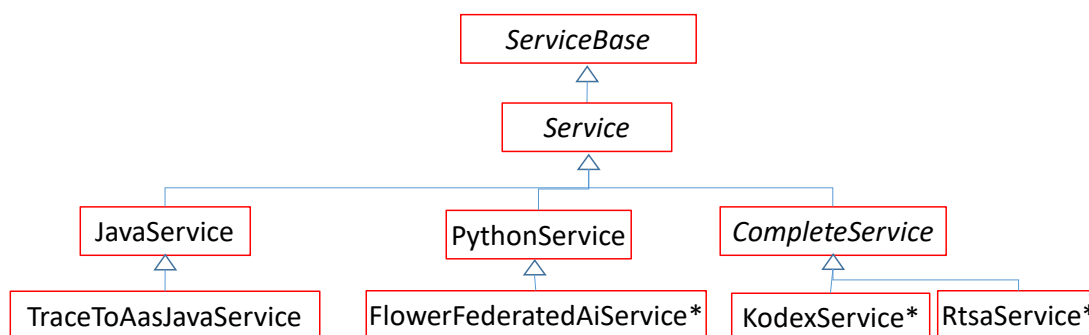 ServiceBase
Service
JavaService
PythonService
CompleteService
TraceToAasJavaService
FlowerFederatedAiService*
KodexService*
RtsaService*